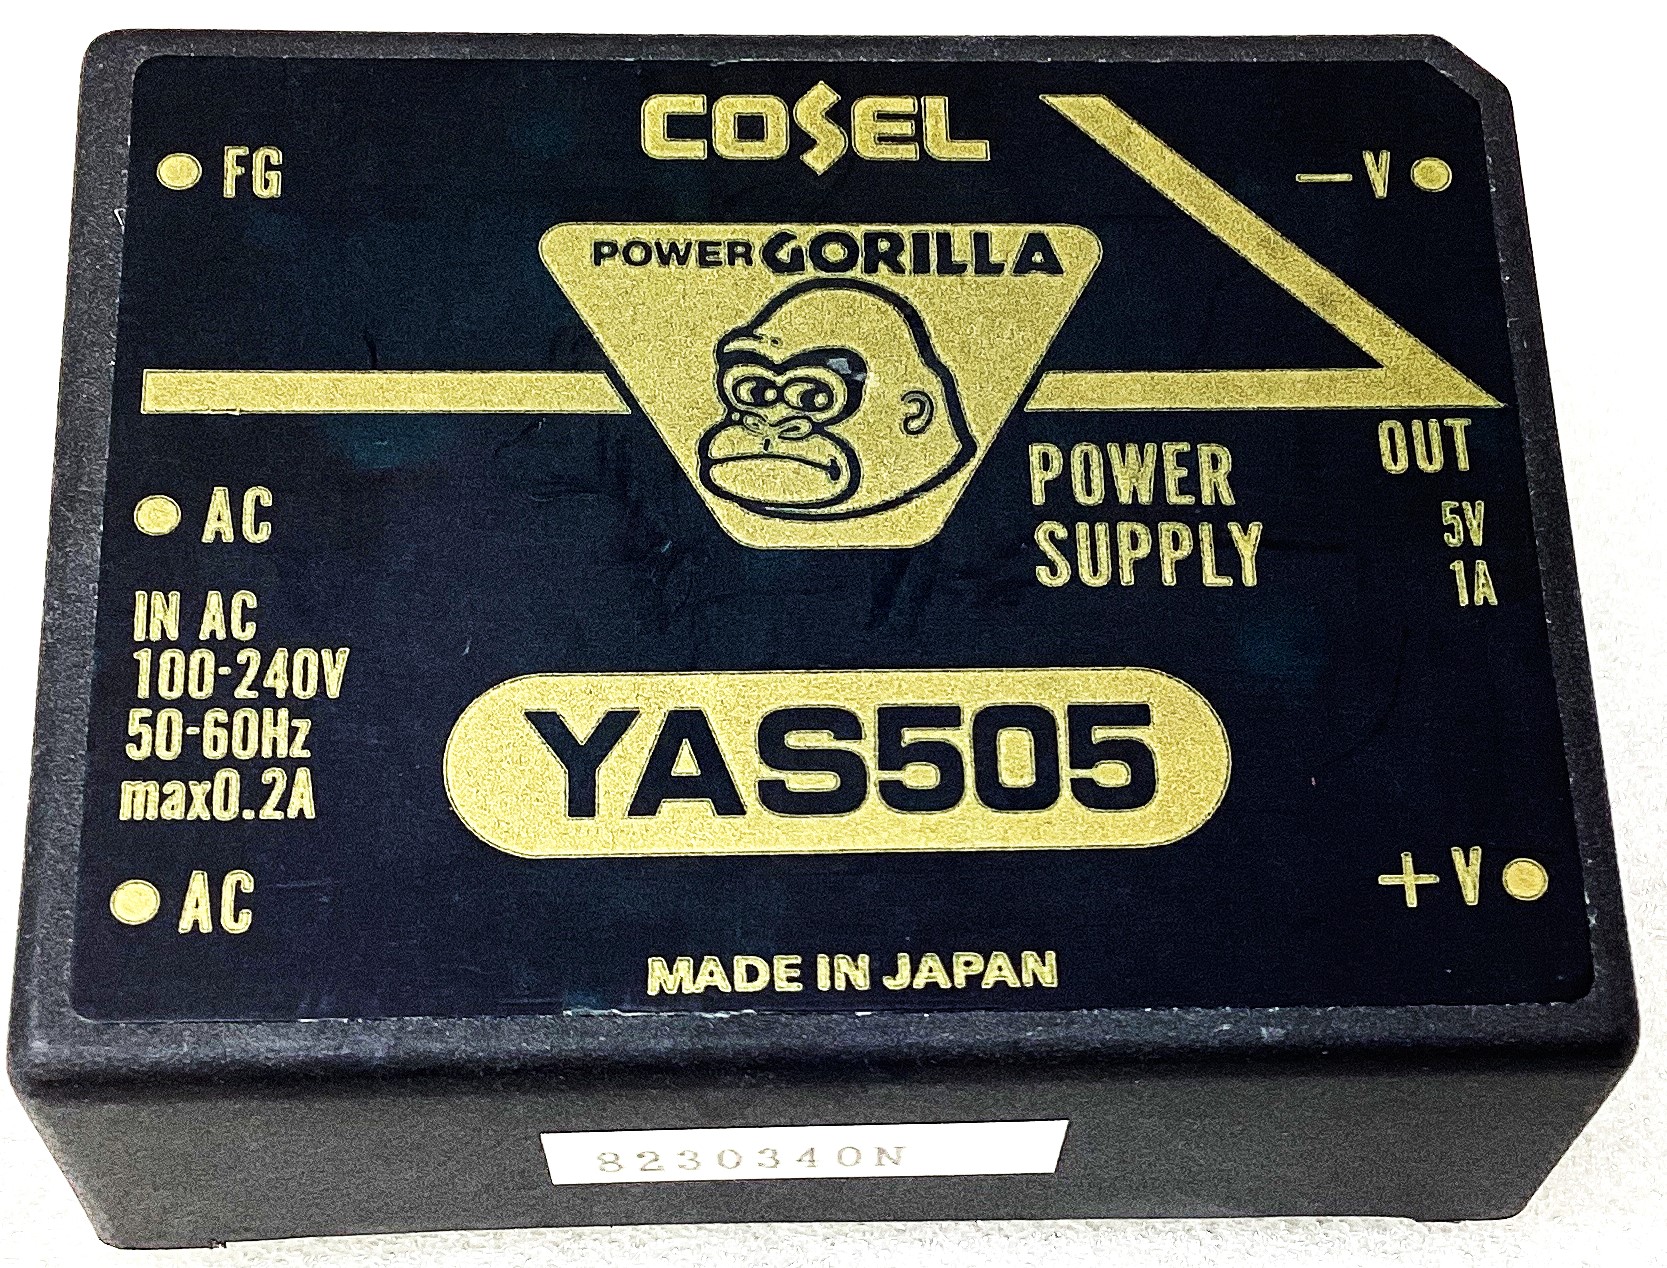 COSEL
FG
−V
POWER GORILLA
OUT
POWER
SUPPLY
5V
1A
AC
IN AC
100-240V
50-60Hz
max0.2A
YAS505
AC
+V
MADE IN JAPAN
8230340N